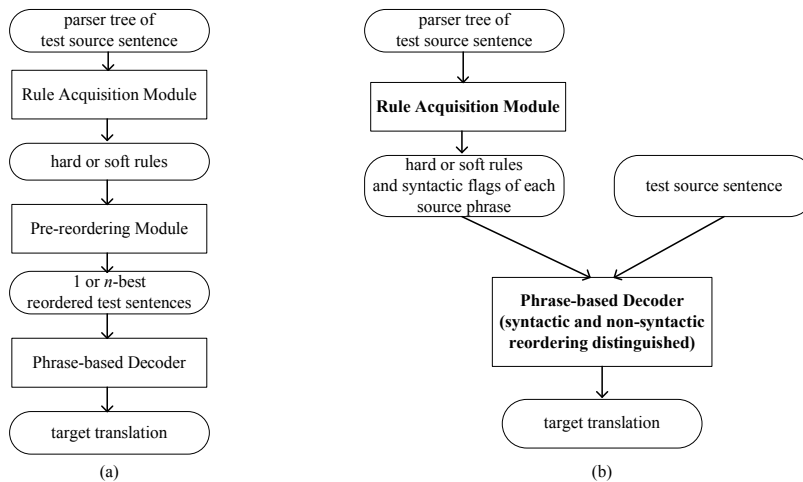 parser tree of
test source sentence
Rule Acquisition Module
hard or soft rules
Pre-reordering Module
1 or n-best
reordered test sentences
Phrase-based Decoder
target translation
(a)
parser tree of
test source sentence
Rule Acquisition Module
hard or soft rules
and syntactic flags of each
source phrase
test source sentence
Phrase-based Decoder
(syntactic and non-syntactic
reordering distinguished)
target translation
(b)